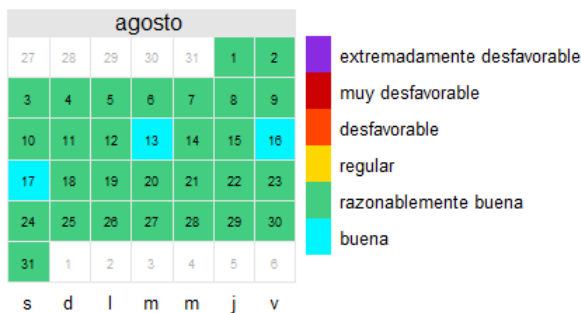 agosto
27 28 29 30 31 1 2
3 4 5 6 7 8 9
10 11 12 13 14 15 16
17 18 19 20 21 22 23
24 25 26 27 28 29 30
31 1 2 3 4 5 6
s d l m m j v
extremadamente desfavorable
muy desfavorable
desfavorable
regular
razonablemente buena
buena